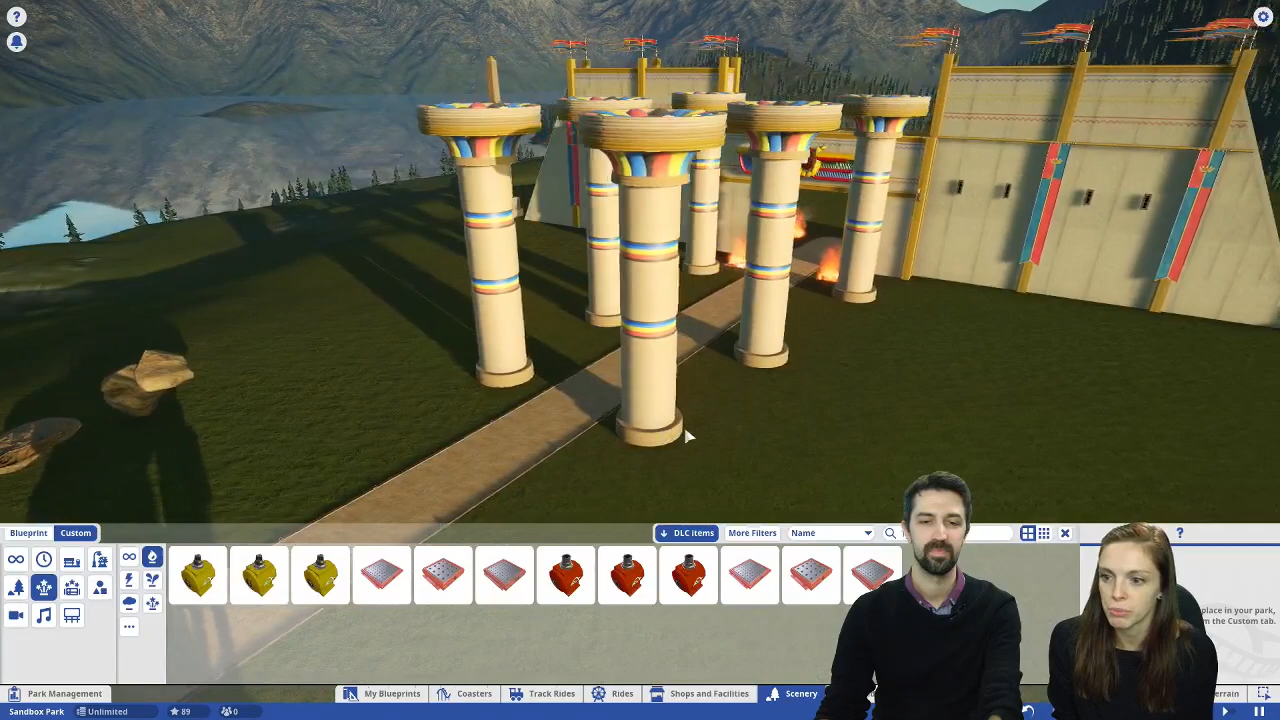 ?
Blueprint
Custom
DLC Items
More Filters
Name
?
place in your park,
m the Custom tab.
Park Management
My Blueprints
Coasters
Track Rides
Rides
Shops and Facilities
Scenery
errain
Sandbox Park
Unlimited
89
0